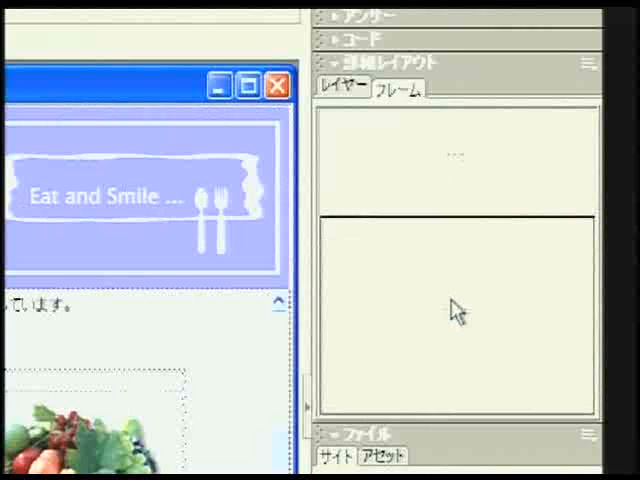 アンサー
コード
詳細レイアウト
レイヤー フレーム
Eat and Smile ...
ています。
ファイル
サイト アセット